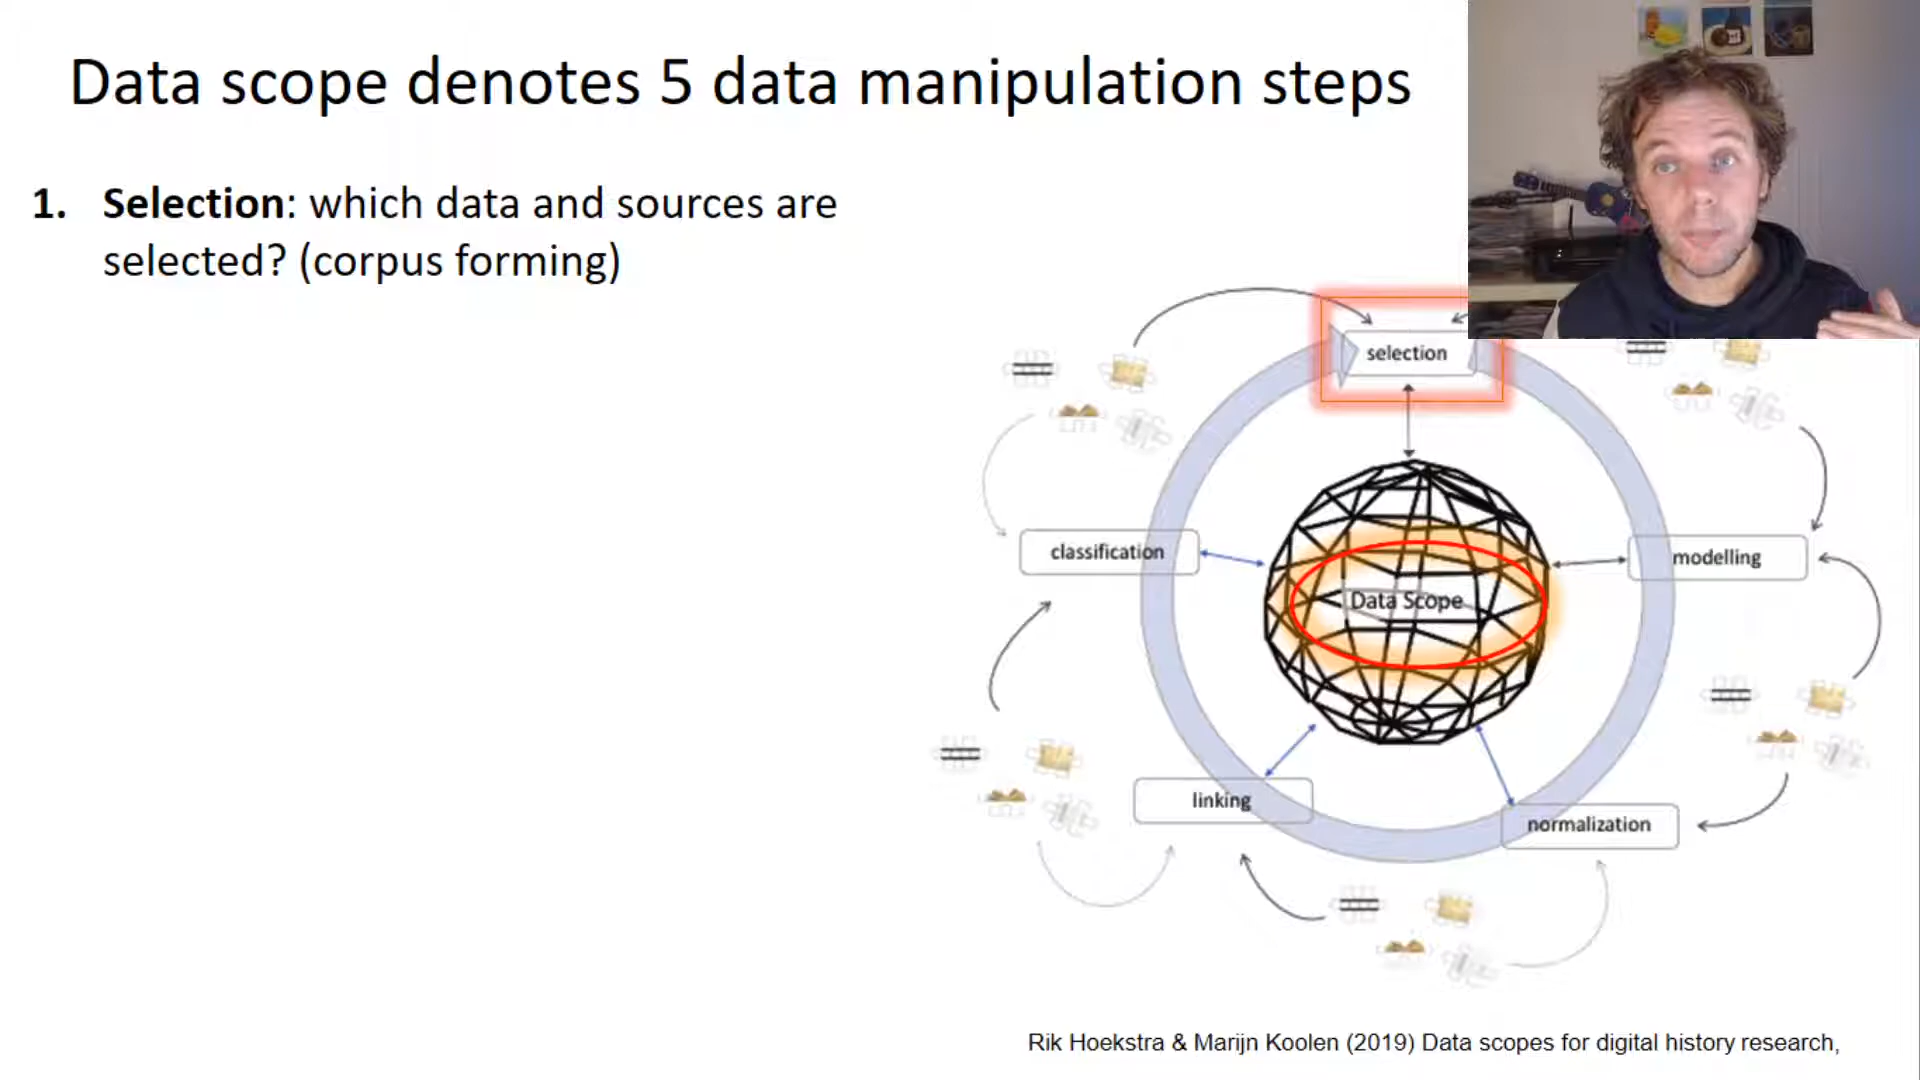 Data scope denotes 5 data manipulation steps
1. Selection: which data and sources are
selected? (corpus forming)
selection
classification
modelling
Data Scope
linking
normalization
Rik Hoekstra & Marijn Koolen (2019) Data scopes for digital history research,